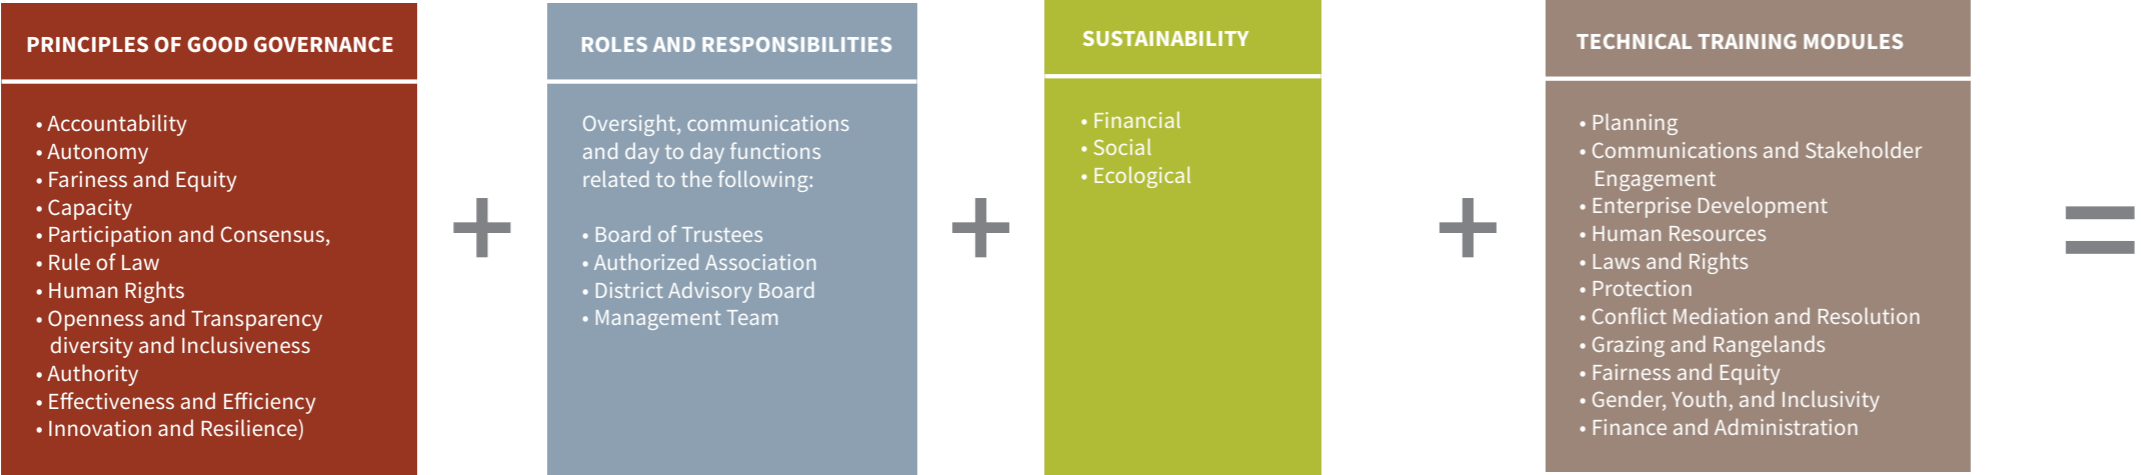 PRINCIPLES OF GOOD GOVERNANCE
• Accountability
• Autonomy
• Fariness and Equity
• Capacity
• Participation and Consensus,
• Rule of Law
• Human Rights
• Openness and Transparency
diversity and Inclusiveness
• Authority
• Effectiveness and Efficiency
• Innovation and Resilience)
+
ROLES AND RESPONSIBILITIES
Oversight, communications
and day to day functions
related to the following:
• Board of Trustees
• Authorized Association
• District Advisory Board
• Management Team
+
SUSTAINABILITY
• Financial
• Social
• Ecological
+
TECHNICAL TRAINING MODULES
• Planning
• Communications and Stakeholder
Engagement
• Enterprise Development
• Human Resources
• Laws and Rights
• Protection
• Conflict Mediation and Resolution
• Grazing and Rangelands
• Fairness and Equity
• Gender, Youth, and Inclusivity
• Finance and Administration
=